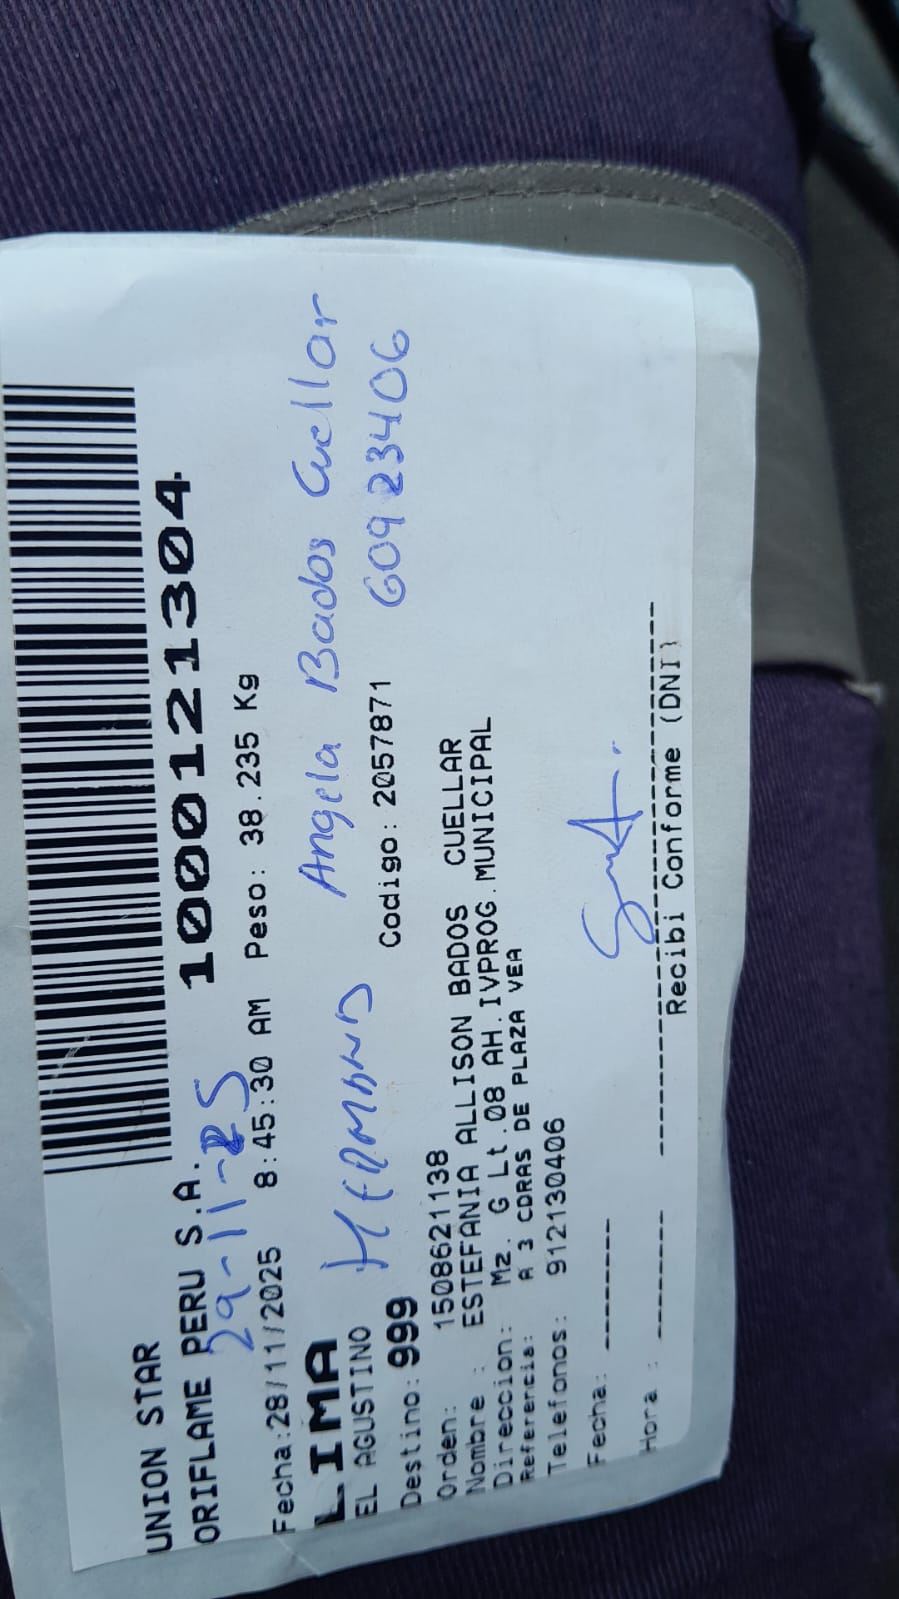 UNION STAR
ORIFLAME PERU S.A.
1000121304
29-11-25
Fecha:28/11/2025 8:45:30 AM Peso: 38.235 Kg
LIMA
EL AGUSTINO
HERMANO Angela Bados Cuellar
60923406
Destino: 999 Codigo: 2057871
Orden: 1508621138
Nombre : ESTEFANIA ALLISON BADOS CUELLAR
Direccion: Mz. G Lt.08 AH.IVPROG.MUNICIPAL
Referencia: A 3 CDRAS DE PLAZA VEA
Telefonos: 912130406
Fecha: -------
Hora : -------
Recibi Conforme (DNI)